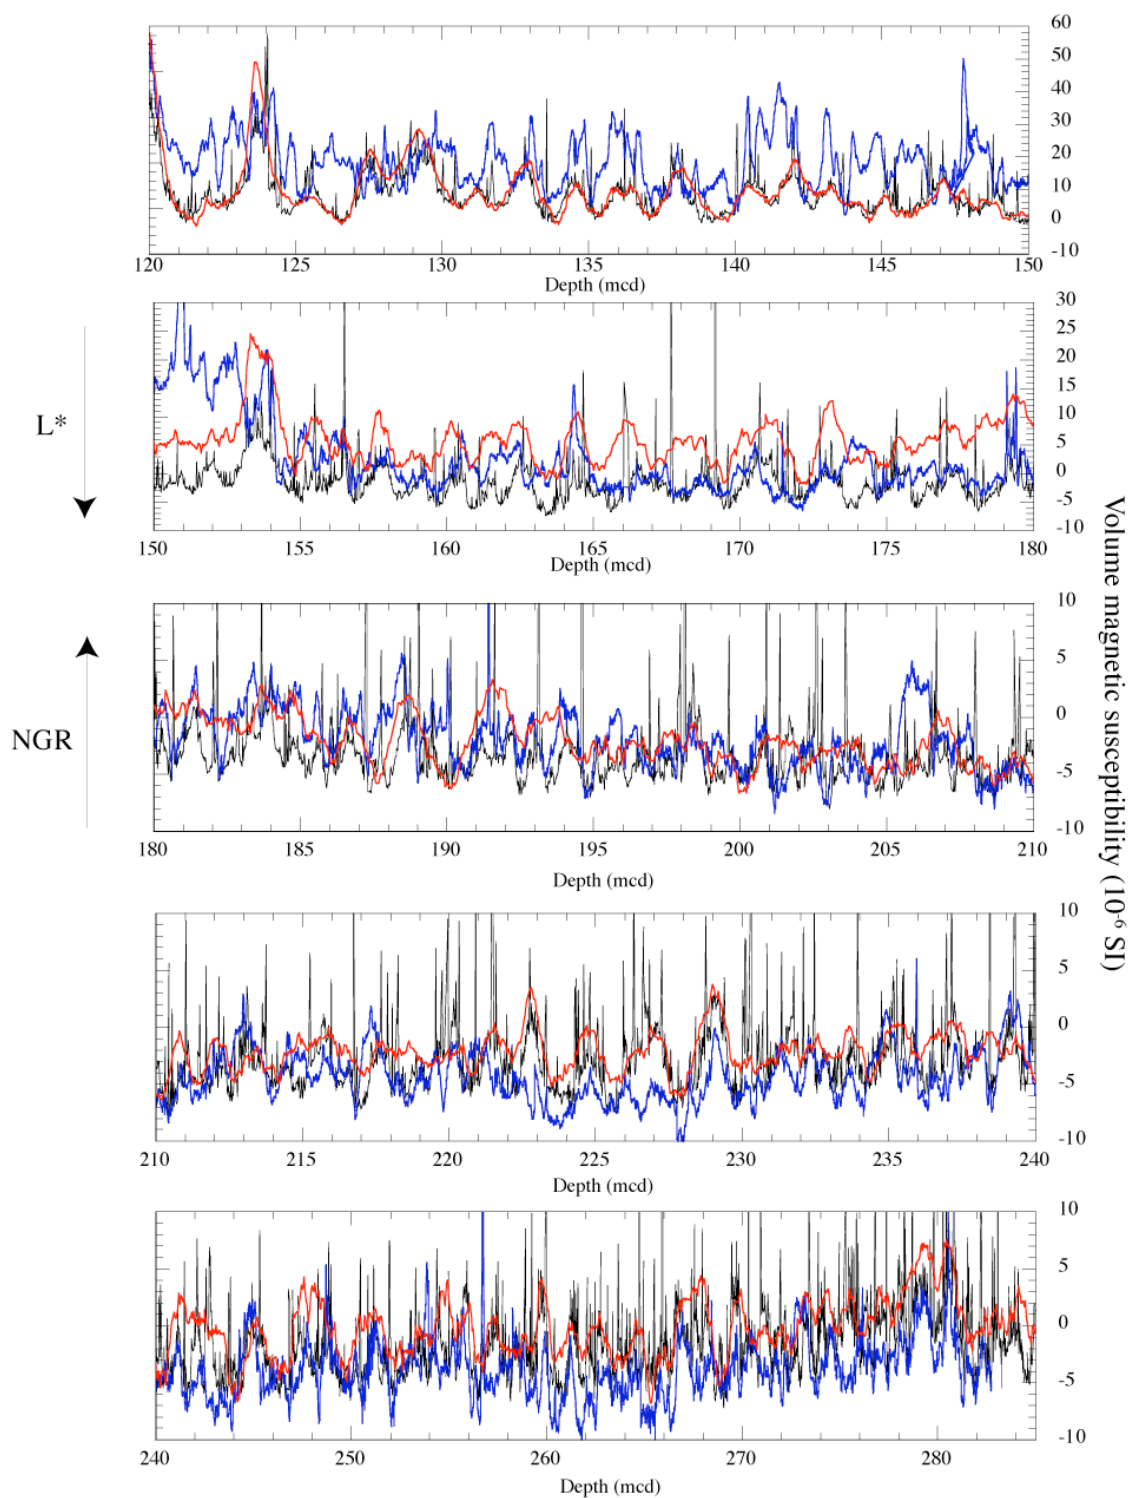 60
50
40
30
20
10
0
-10
120 125 130 135 140 145 150
Depth (mcd)
30
25
20
15
10
5
0
-5
-10
150 155 160 165 170 175 180
Depth (mcd)
L*
10
5
0
-5
-10
180 185 190 195 200 205 210
Depth (mcd)
NGR
Volume magnetic susceptibility (10-6 SI)
10
5
0
-5
-10
210 215 220 225 230 235 240
Depth (mcd)
10
5
0
-5
-10
240 250 260 270 280
Depth (mcd)